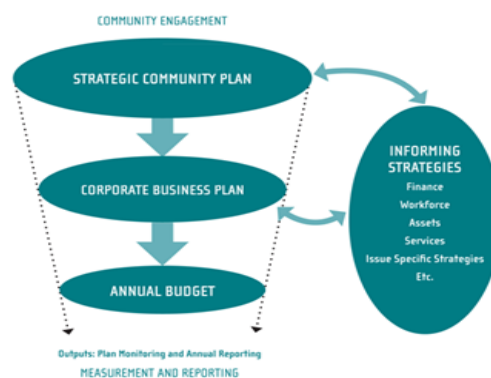 COMMUNITY ENGAGEMENT
STRATEGIC COMMUNITY PLAN
CORPORATE BUSINESS PLAN
ANNUAL BUDGET
INFORMING
STRATEGIES
Finance
Workforce
Assets
Services
Issue Specific Strategies
Etc.
Outputs: Plan Monitoring and Annual Reporting
MEASUREMENT AND REPORTING